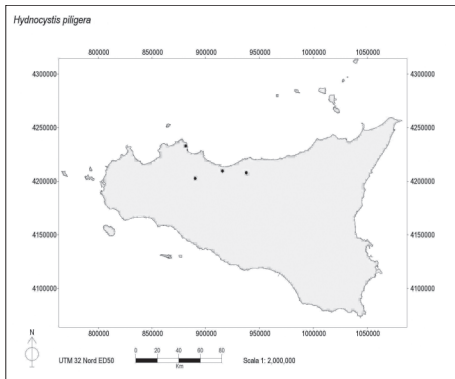 Hydnocystis piligera
800000 850000 900000 950000 1000000 1050000
4300000 4300000
4250000 4250000
4200000 4200000
4150000 4150000
4100000 4100000
800000 850000 900000 950000 1000000 1050000
N
UTM 32 Nord ED50
0 20 40 60 80
Km
Scala 1: 2,000,000